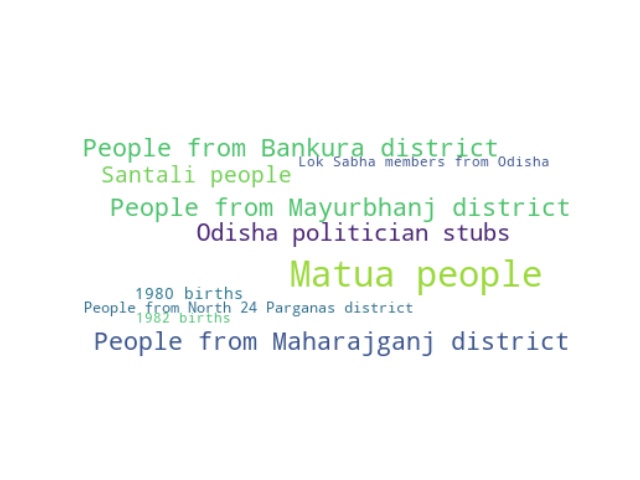 People from Bankura district
Lok Sabha members from Odisha
Santali people
People from Mayurbhanj district
Odisha politician stubs
Matua people
1980 births
People from North 24 Parganas district
1982 births
People from Maharajganj district